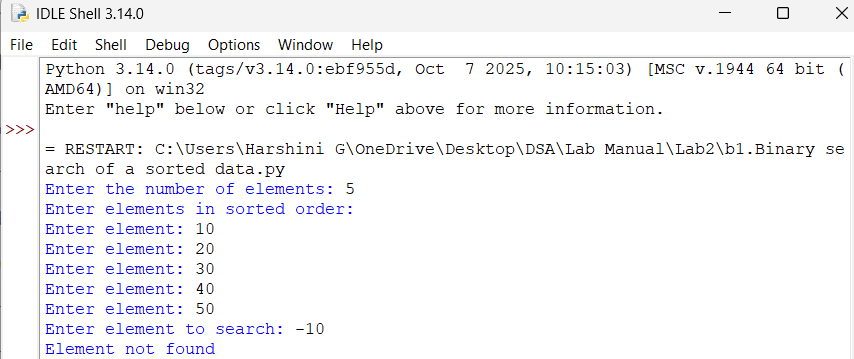 IDLE Shell 3.14.0
File Edit Shell Debug Options Window Help
Python 3.14.0 (tags/v3.14.0:ebf955d, Oct  7 2025, 10:15:03) [MSC v.1944 64 bit (
AMD64)] on win32
Enter "help" below or click "Help" above for more information.
>>>
= RESTART: C:\Users\Harshini G\OneDrive\Desktop\DSA\Lab Manual\Lab2\b1.Binary se
arch of a sorted data.py
Enter the number of elements: 5
Enter elements in sorted order:
Enter element: 10
Enter element: 20
Enter element: 30
Enter element: 40
Enter element: 50
Enter element to search: -10
Element not found